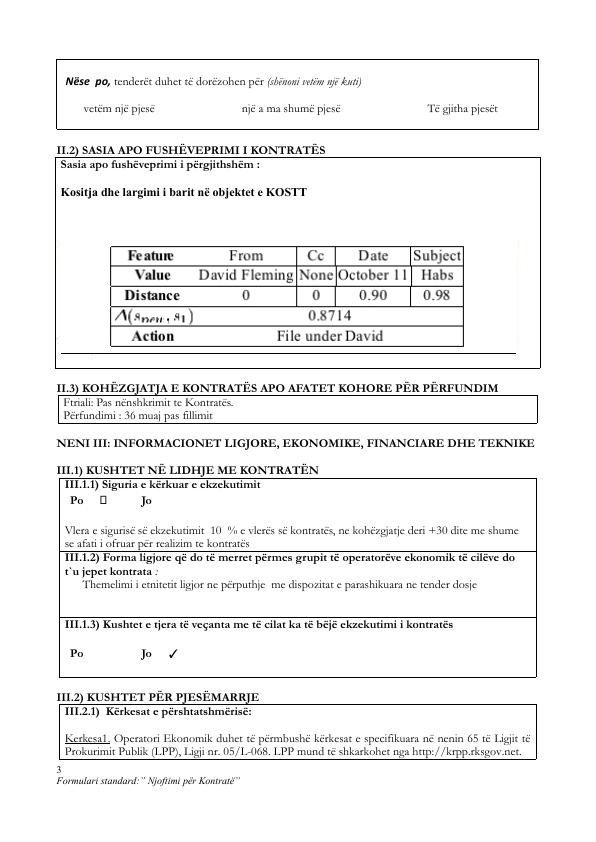 Nëse po, tenderët duhet të dorëzohen për (shënoni vetëm një kuti)
vetëm një pjesë një a ma shumë pjesë Të gjitha pjesët
II.2) SASIA APO FUSHËVEPRIMI I KONTRATËS
Sasia apo fushëveprimi i përgjithshëm :
Kositja dhe largimi i barit në objektet e KOSTT
Feature From Cc Date Subject
Value David Fleming None October 11 Habs
Distance 0 0 0.90 0.98
Λ(s_new, s_1) 0.8714
Action File under David
II.3) KOHËZGJATJA E KONTRATËS APO AFATET KOHORE PËR PËRFUNDIM
Ftriali: Pas nënshkrimit te Kontratës.
Përfundimi : 36 muaj pas fillimit
NENI III: INFORMACIONET LIGJORE, EKONOMIKE, FINANCIARE DHE TEKNIKE
III.1) KUSHTET NË LIDHJE ME KONTRATËN
III.1.1) Siguria e kërkuar e ekzekutimit
Po Jo
Vlera e sigurisë së ekzekutimit 10 % e vlerës së kontratës, ne kohëzgjatje deri +30 dite me shume
se afati i ofruar për realizim te kontratës
III.1.2) Forma ligjore që do të merret përmes grupit të operatorëve ekonomik të cilëve do
t`u jepet kontrata :
Themelimi i etnitetit ligjor ne përputhje me dispozitat e parashikuara ne tender dosje
III.1.3) Kushtet e tjera të veçanta me të cilat ka të bëjë ekzekutimi i kontratës
Po Jo ✓
III.2) KUSHTET PËR PJESËMARRJE
III.2.1) Kërkesat e përshtatshmërisë:
Kerkesa1. Operatori Ekonomik duhet të përmbushë kërkesat e specifikuara në nenin 65 të Ligjit të
Prokurimit Publik (LPP), Ligji nr. 05/L-068. LPP mund të shkarkohet nga http://krpp.rksgov.net.
3
Formulari standard:" Njoftimi për Kontratë"